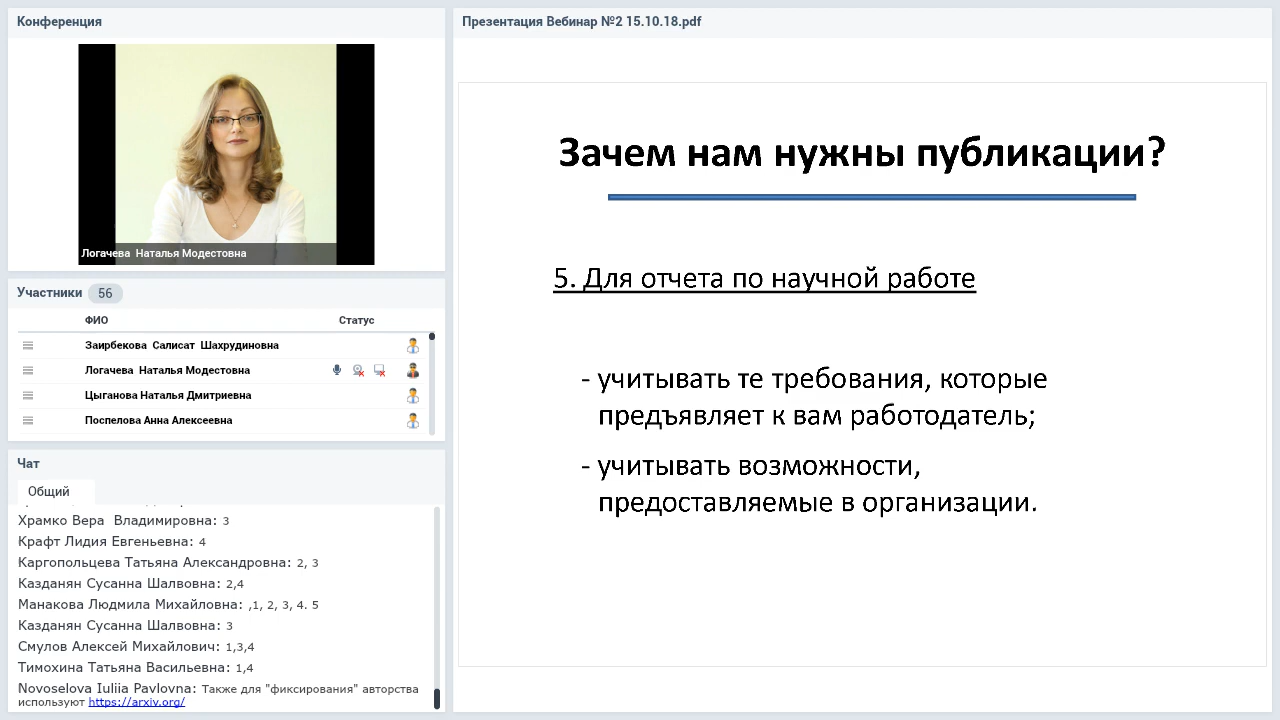 Конференция
Логачева  Наталья Модестовна
Участники 56
ФИО Статус
Заирбекова  Салисат  Шахрудиновна
Логачева  Наталья Модестовна
Цыганова Наталья Дмитриевна
Поспелова Анна Алексеевна
Чат
Общий
Храмко Вера  Владимировна: 3
Крафт Лидия Евгеньевна: 4
Каргопольцева Татьяна Александровна: 2, 3
Казданян Сусанна Шалвовна: 2,4
Манакова Людмила Михайловна: ,1, 2, 3, 4. 5
Казданян Сусанна Шалвовна: 3
Смулов Алексей Михайлович: 1,3,4
Тимохина Татьяна Васильевна: 1,4
Novoselova Iuliia Pavlovna: Также для "фиксирования" авторства
используют https://arxiv.org/
Презентация Вебинар №2 15.10.18.pdf
Зачем нам нужны публикации?
5. Для отчета по научной работе
- учитывать те требования, которые
предъявляет к вам работодатель;
- учитывать возможности,
предоставляемые в организации.